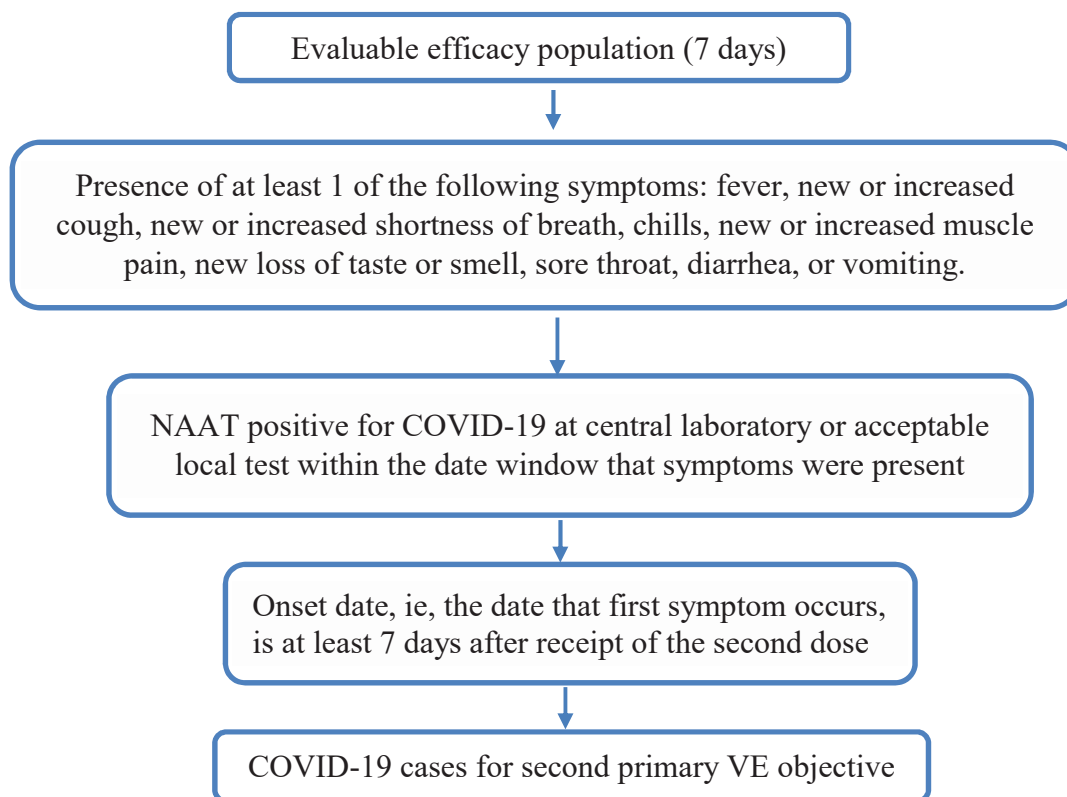 Evaluable efficacy population (7 days)
Presence of at least 1 of the following symptoms: fever, new or increased
cough, new or increased shortness of breath, chills, new or increased muscle
pain, new loss of taste or smell, sore throat, diarrhea, or vomiting.
NAAT positive for COVID-19 at central laboratory or acceptable
local test within the date window that symptoms were present
Onset date, ie, the date that first symptom occurs,
is at least 7 days after receipt of the second dose
COVID-19 cases for second primary VE objective